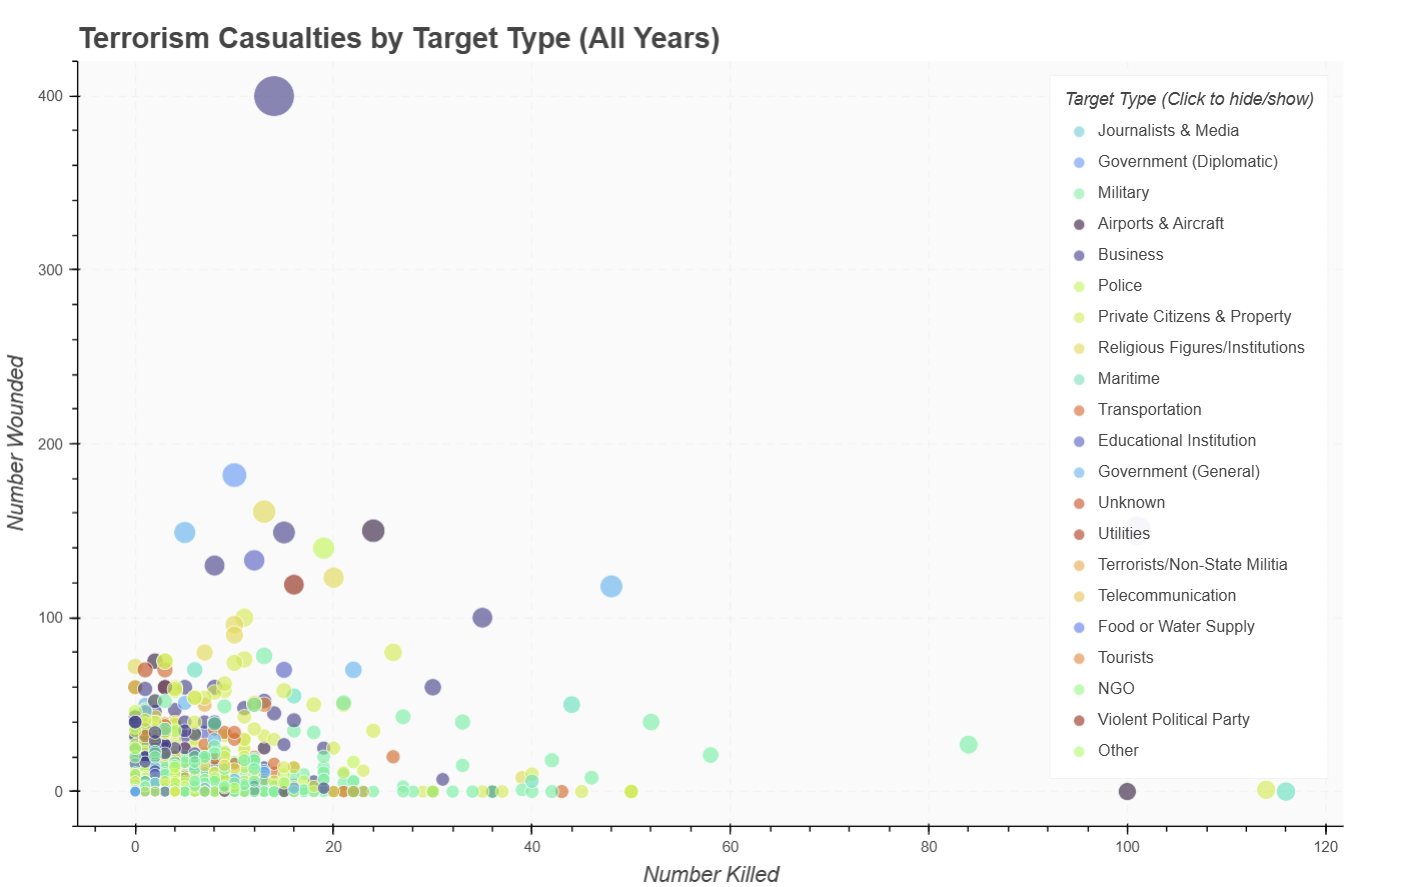 Terrorism Casualties by Target Type (All Years)
400
300
200
100
0
Number Wounded
0 20 40 60 80 100 120
Number Killed
Target Type (Click to hide/show)
Journalists & Media
Government (Diplomatic)
Military
Airports & Aircraft
Business
Police
Private Citizens & Property
Religious Figures/Institutions
Maritime
Transportation
Educational Institution
Government (General)
Unknown
Utilities
Terrorists/Non-State Militia
Telecommunication
Food or Water Supply
Tourists
NGO
Violent Political Party
Other